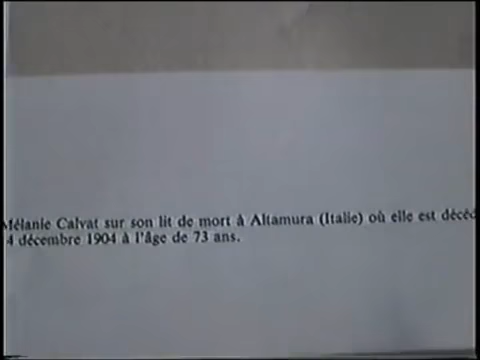 Mélanie Calvat sur son lit de mort à Altamura (Italie) où elle est décéd
4 décembre 1904 à l'âge de 73 ans.